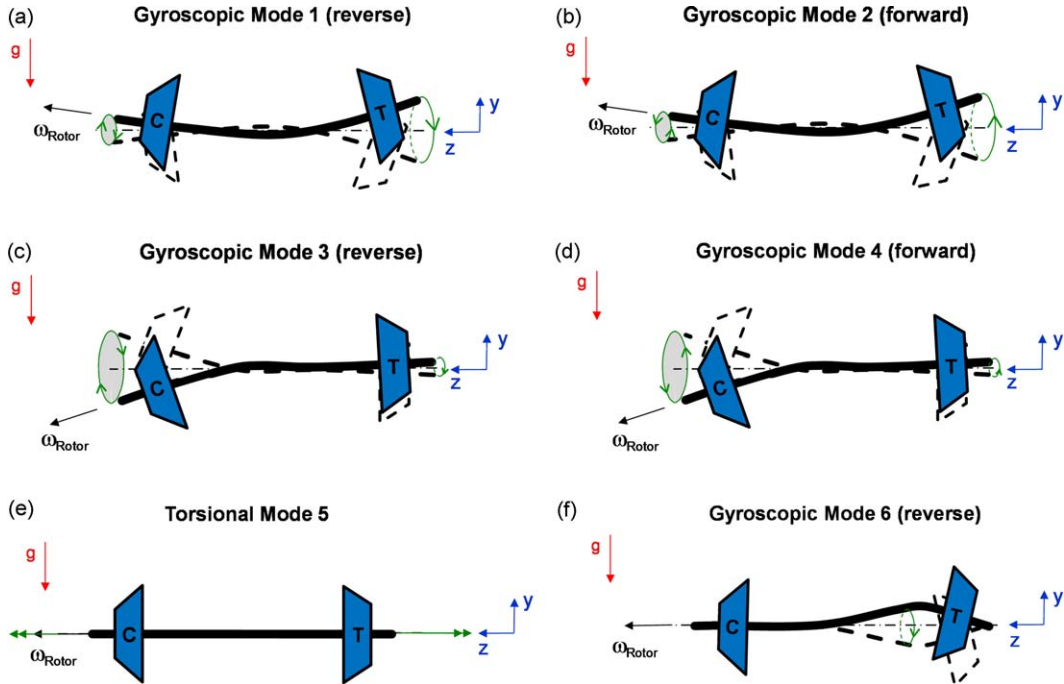 (a) Gyroscopic Mode 1 (reverse)
g
ωRotor
C
T
y
z
(b) Gyroscopic Mode 2 (forward)
g
ωRotor
C
T
y
z
(c) Gyroscopic Mode 3 (reverse)
g
ωRotor
C
T
y
z
(d) Gyroscopic Mode 4 (forward)
g
ωRotor
C
T
y
z
(e) Torsional Mode 5
g
ωRotor
C
T
y
z
(f) Gyroscopic Mode 6 (reverse)
g
ωRotor
C
T
y
z